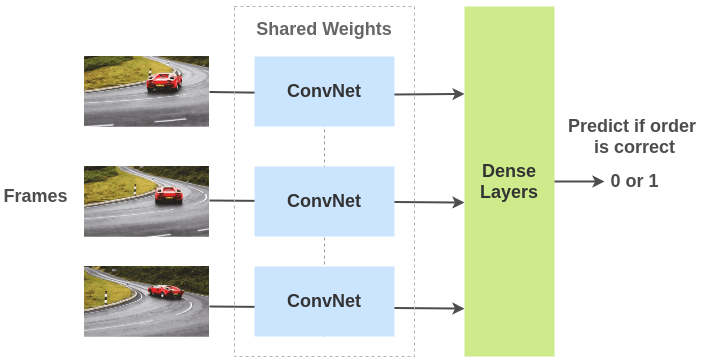 Shared Weights
ConvNet
Predict if order
is correct
ConvNet
Dense
Layers
0 or 1
Frames
ConvNet